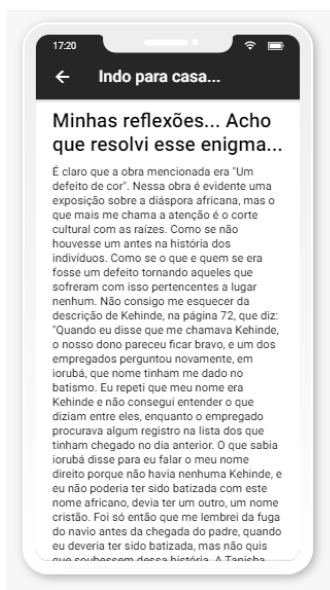 17:20
Indo para casa...
Minhas reflexões... Acho
que resolvi esse enigma...
É claro que a obra mencionada era "Um
defeito de cor". Nessa obra é evidente uma
exposição sobre a diáspora africana, mas o
que mais me chama a atenção é o corte
cultural com as raízes. Como se não
houvesse um antes na história dos
indivíduos. Como se o que e quem se era
fosse um defeito tornando aqueles que
sofreram com isso pertencentes a lugar
nenhum. Não consigo me esquecer da
descrição de Kehinde, na página 72, que diz:
"Quando eu disse que me chamava Kehinde,
o nosso dono pareceu ficar bravo, e um dos
empregados perguntou novamente, em
iorubá, que nome tinham me dado no
batismo. Eu repeti que meu nome era
Kehinde e não consegui entender o que
diziam entre eles, enquanto o empregado
procurava algum registro na lista dos que
tinham chegado no dia anterior. O que sabia
iorubá disse para eu falar o meu nome
direito porque não havia nenhuma Kehinde, e
eu não poderia ter sido batizada com este
nome africano, devia ter um outro, um nome
cristão. Foi só então que me lembrei da fuga
do navio antes da chegada do padre, quando
eu deveria ter sido batizada, mas não quis
que soubessem dessa história. A Tanisha